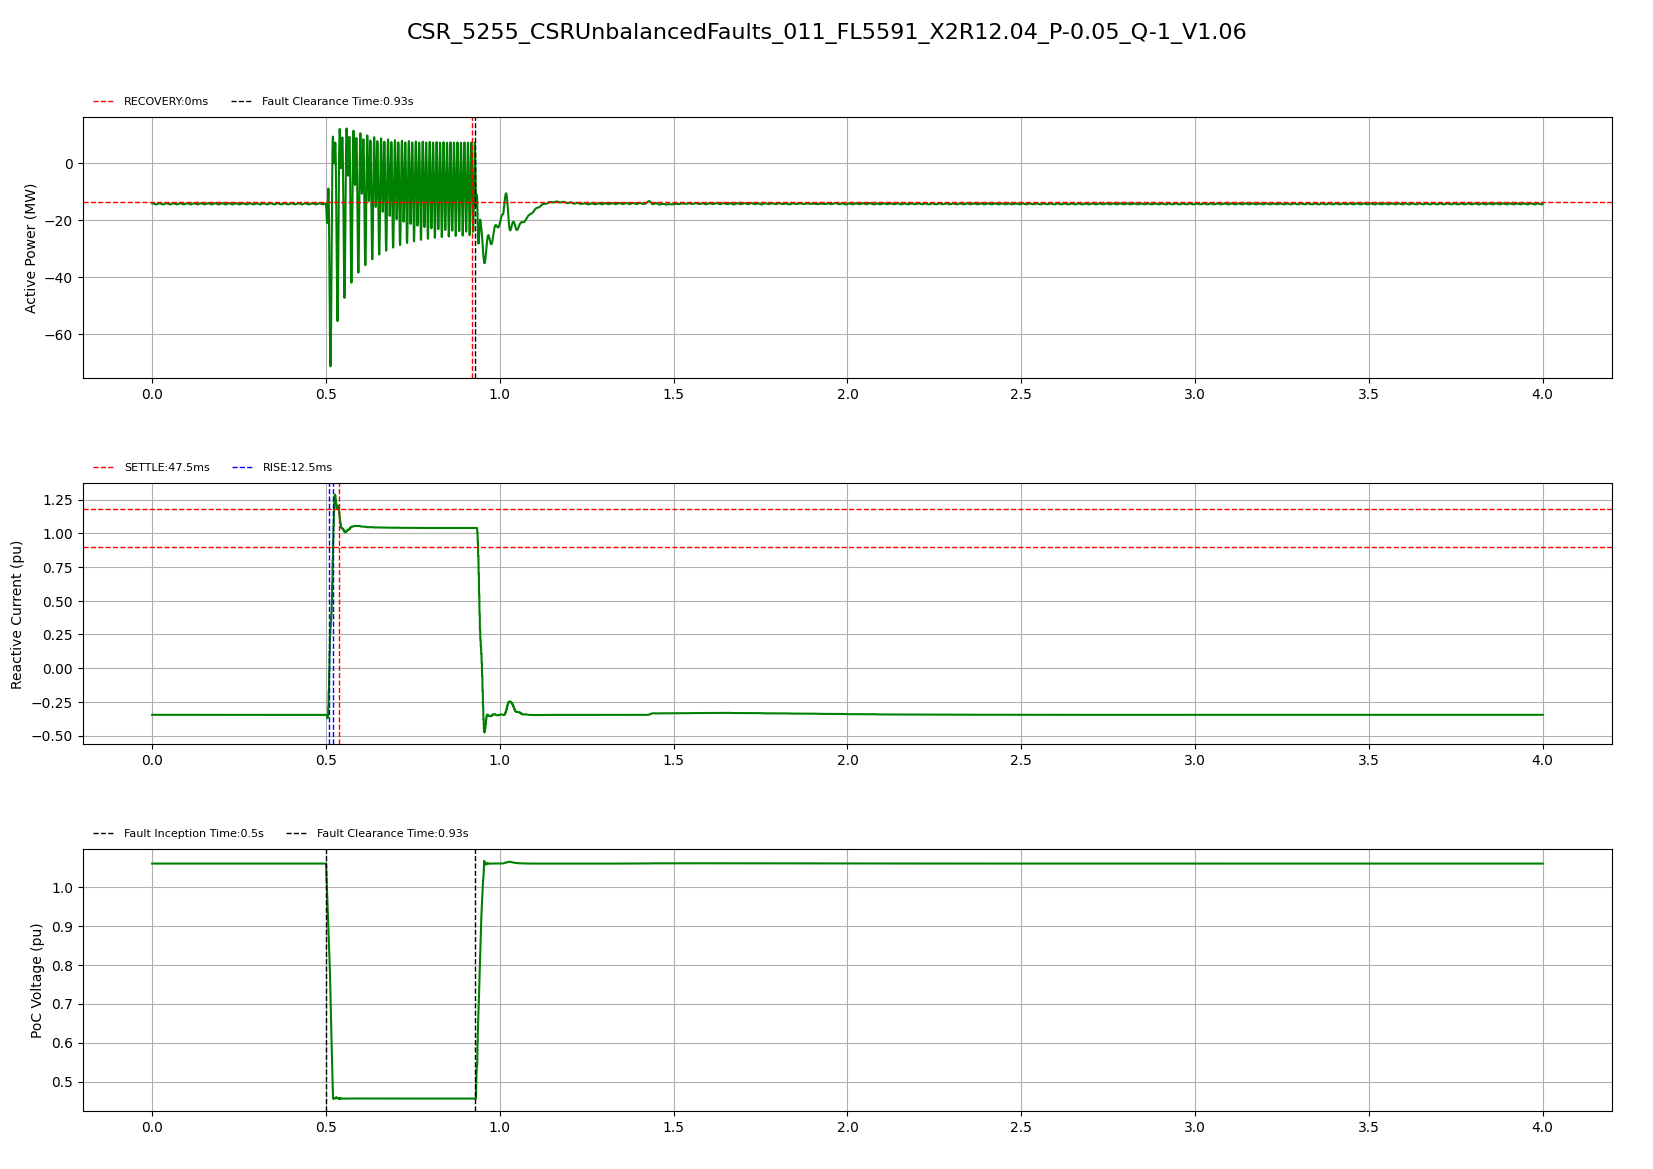 CSR_5255_CSRUnbalancedFaults_011_FL5591_X2R12.04_P-0.05_Q-1_V1.06
RECOVERY:0ms Fault Clearance Time:0.93s
0
−20
−40
−60
Active Power (MW)
0.0 0.5 1.0 1.5 2.0 2.5 3.0 3.5 4.0
SETTLE:47.5ms RISE:12.5ms
1.25
1.00
0.75
0.50
0.25
0.00
−0.25
−0.50
Reactive Current (pu)
0.0 0.5 1.0 1.5 2.0 2.5 3.0 3.5 4.0
Fault Inception Time:0.5s Fault Clearance Time:0.93s
1.0
0.9
0.8
0.7
0.6
0.5
PoC Voltage (pu)
0.0 0.5 1.0 1.5 2.0 2.5 3.0 3.5 4.0